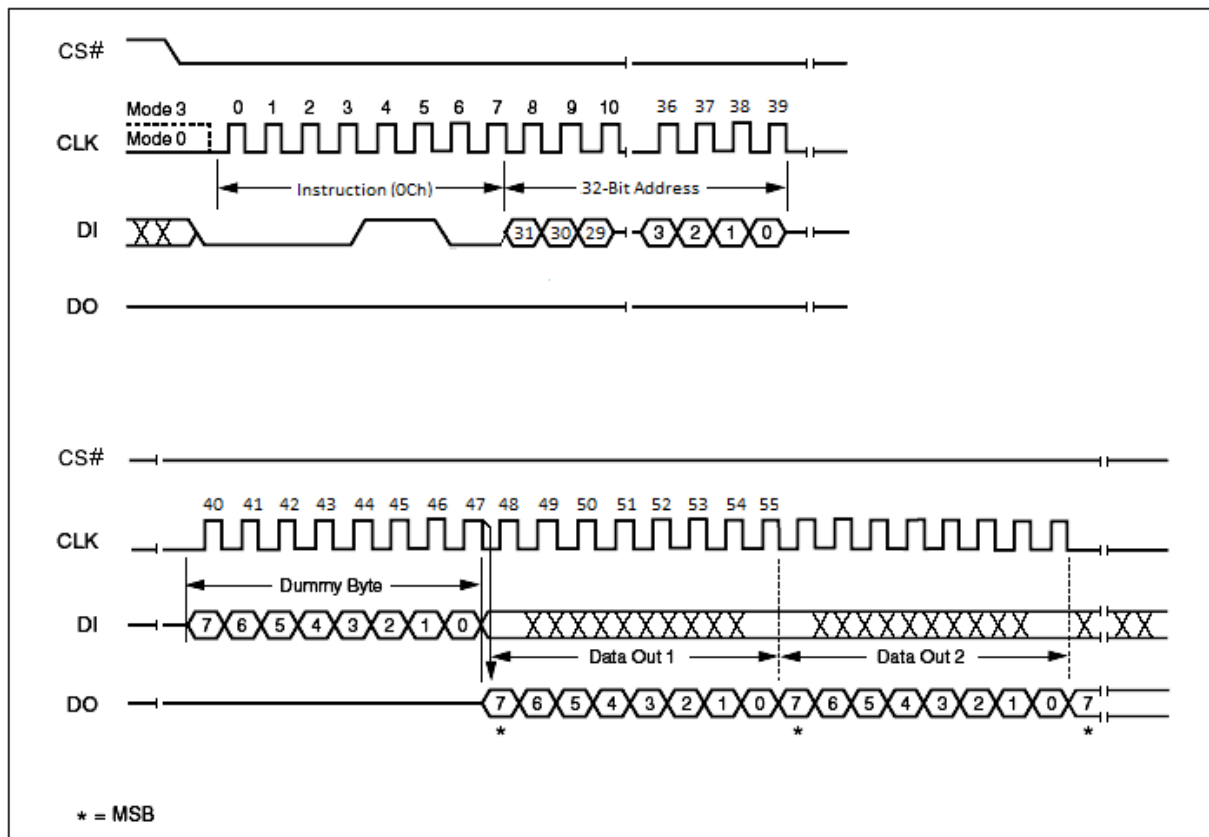 CS#
Mode 3 0 1 2 3 4 5 6 7 8 9 10 36 37 38 39
CLK Mode 0
Instruction (0Ch) 32-Bit Address
DI 31 30 29 3 2 1 0
DO
CS#
40 41 42 43 44 45 46 47 48 49 50 51 52 53 54 55
CLK
Dummy Byte
DI 7 6 5 4 3 2 1 0
Data Out 1 Data Out 2
DO 7 6 5 4 3 2 1 0 7 6 5 4 3 2 1 0 7
* * *
* = MSB